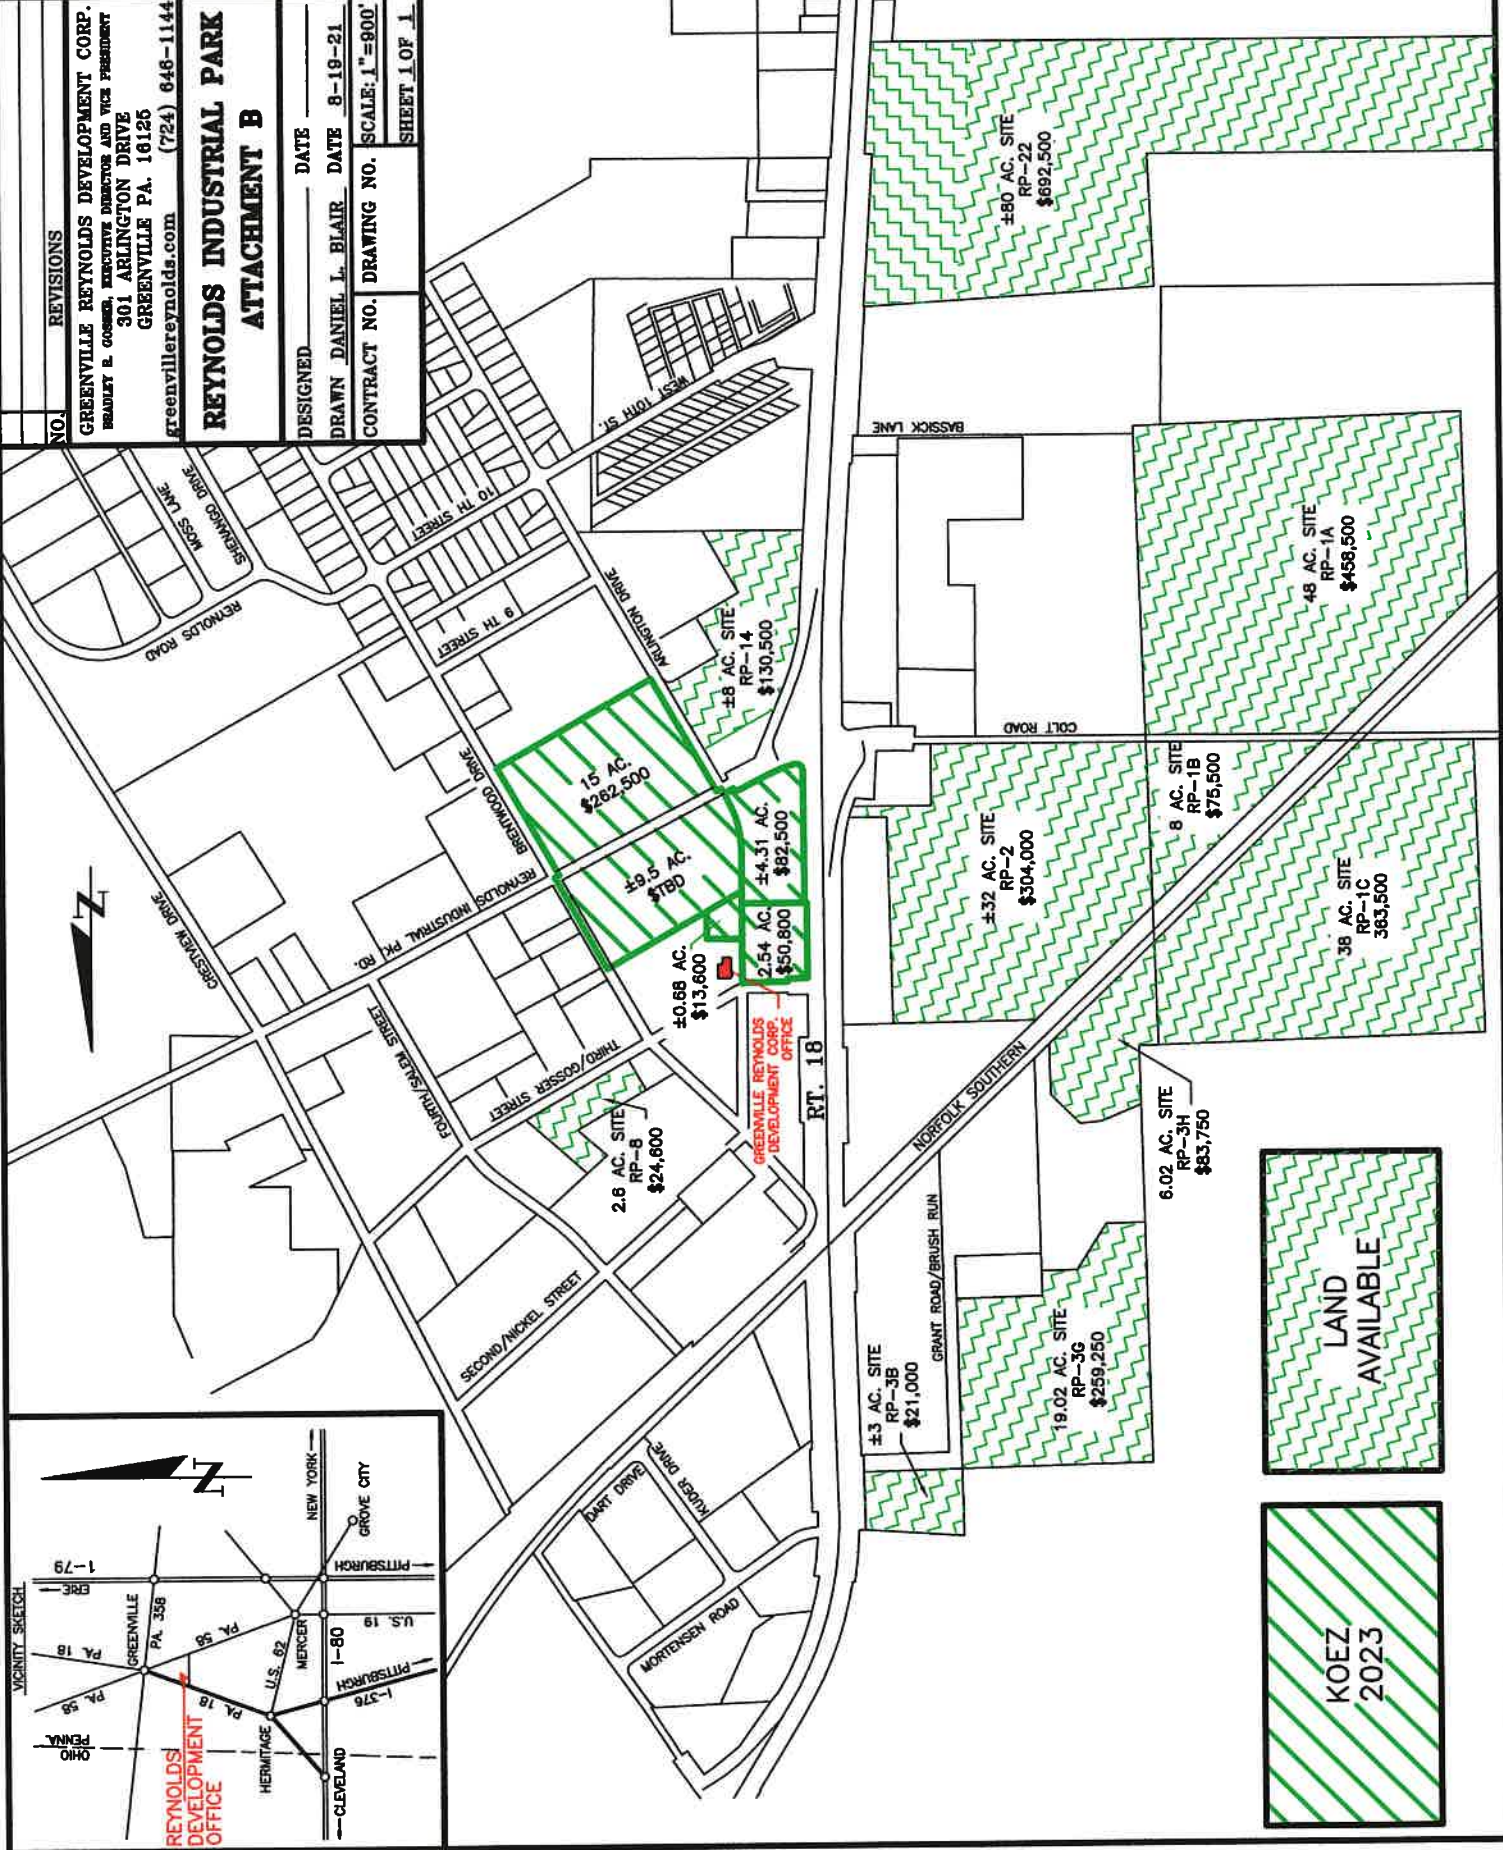 NO.
REVISIONS
GREENVILLE REYNOLDS DEVELOPMENT CORP.
BRADLEY R. GOSSER, EXECUTIVE DIRECTOR AND VICE PRESIDENT
301 ARLINGTON DRIVE
GREENVILLE PA. 16125
greenvillereynolds.com (724) 646-1144
REYNOLDS INDUSTRIAL PARK
ATTACHMENT B
DESIGNED DATE
DRAWN DANIEL L. BLAIR DATE 8-19-21
CONTRACT NO. DRAWING NO. SCALE: 1"=900'
SHEET 1 OF 1
VICINITY SKETCH
OHIO
PENNA.
PA. 58
PA. 18
GREENVILLE
PA. 358
ERIE
I-79
REYNOLDS
DEVELOPMENT
OFFICE
PA. 18
PA. 58
HERMITAGE
U.S. 62
MERCER
CLEVELAND
I-80
I-376
PITTSBURGH
U.S. 19
PITTSBURGH
NEW YORK
GROVE CITY
N
N
CRESTVIEW DRIVE
REYNOLDS ROAD
MOSS LANE
SHENANGO DRIVE
10 TH STREET
9 TH STREET
WEST 10TH ST.
ARLINGTON DRIVE
BRENTWOOD DRIVE
REYNOLDS INDUSTRIAL PK. RD.
FOURTH/SALEM STREET
THIRD/GOSSER STREET
SECOND/NICKEL STREET
DART DRIVE
KUDER DRIVE
MORTENSEN ROAD
RT. 18
NORFOLK SOUTHERN
GRANT ROAD/BRUSH RUN
COLT ROAD
BASSICK LANE
15 AC.
$262,500
±9.5 AC.
$TBD
±4.31 AC.
$82,500
2.54 AC.
$50,800
±0.68 AC.
$13,600
GREENVILLE REYNOLDS
DEVELOPMENT CORP.
OFFICE
±8 AC. SITE
RP-14
$130,500
2.6 AC. SITE
RP-8
$24,600
±80 AC. SITE
RP-22
$692,500
48 AC. SITE
RP-1A
$458,500
8 AC. SITE
RP-1B
$75,500
38 AC. SITE
RP-1C
363,500
±32 AC. SITE
RP-2
$304,000
6.02 AC. SITE
RP-3H
$83,750
19.02 AC. SITE
RP-3G
$259,250
±3 AC. SITE
RP-3B
$21,000
LAND
AVAILABLE
KOEZ
2023